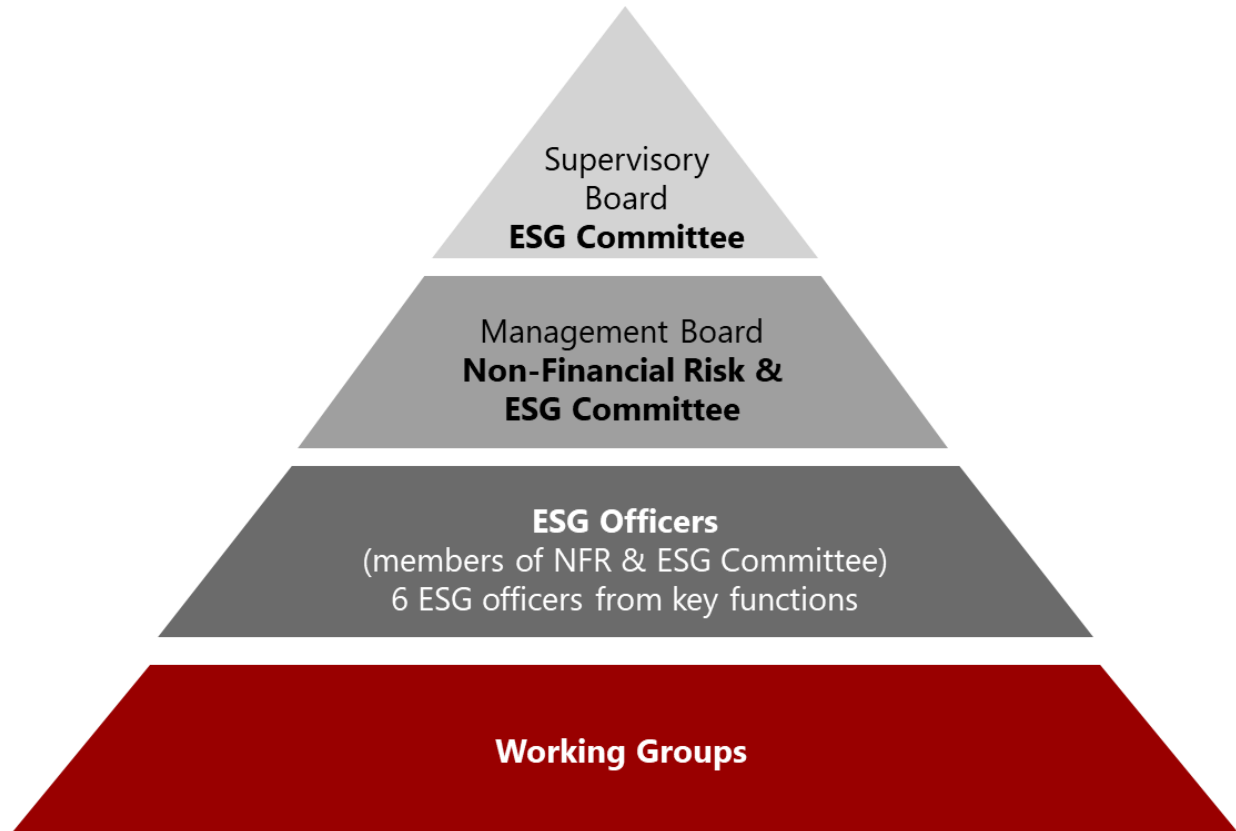 Supervisory
Board
ESG Committee
Management Board
Non-Financial Risk &
ESG Committee
ESG Officers
(members of NFR & ESG Committee)
6 ESG officers from key functions
Working Groups